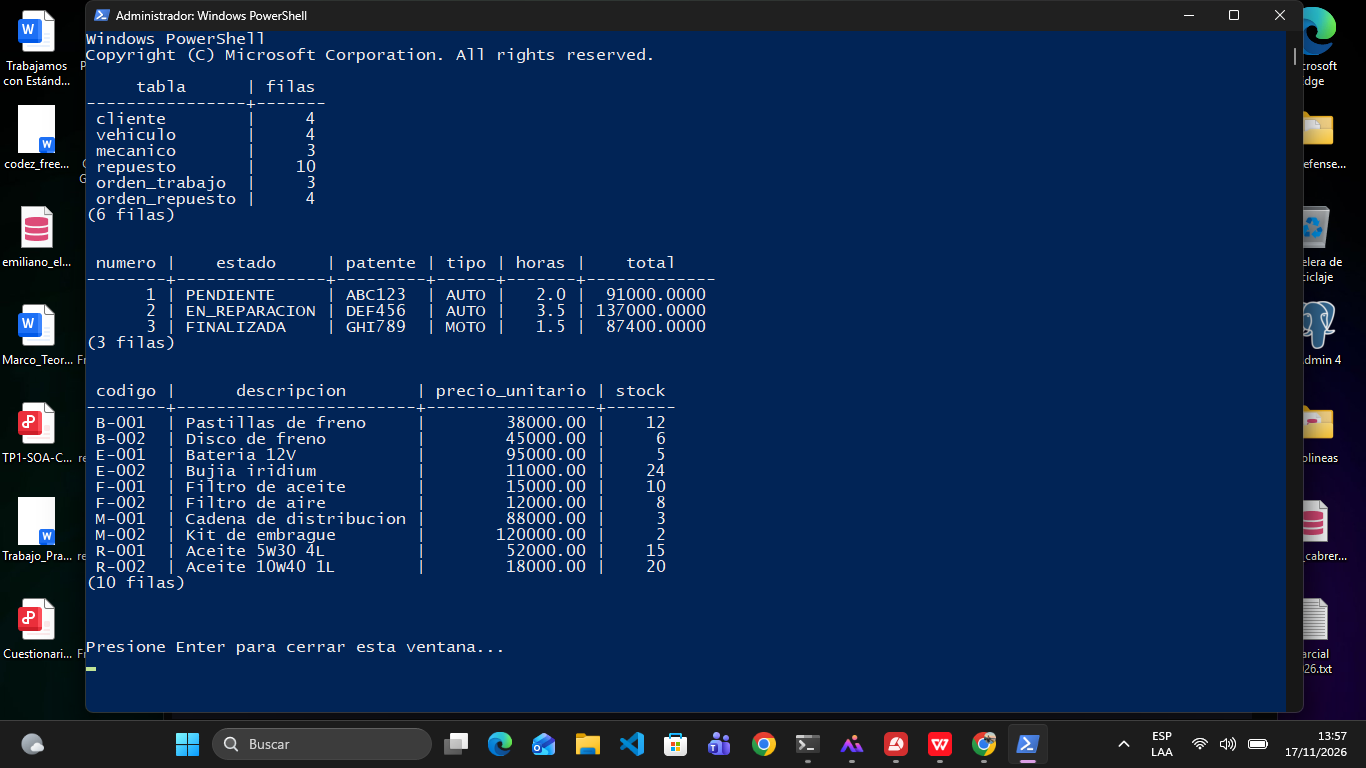 Administrador: Windows PowerShell
Windows PowerShell
Copyright (C) Microsoft Corporation. All rights reserved.
     tabla      | filas
----------------+-------
 cliente        |     4
 vehiculo       |     4
 mecanico       |     3
 repuesto       |    10
 orden_trabajo  |     3
 orden_repuesto |     4
(6 filas)
 numero |    estado     | patente | tipo | horas |    total
--------+---------------+---------+------+-------+-------------
      1 | PENDIENTE     | ABC123  | AUTO |   2.0 |  91000.0000
      2 | EN_REPARACION | DEF456  | AUTO |   3.5 | 137000.0000
      3 | FINALIZADA    | GHI789  | MOTO |   1.5 |  87400.0000
(3 filas)
 codigo |      descripcion       | precio_unitario | stock
--------+------------------------+-----------------+-------
 B-001  | Pastillas de freno     |        38000.00 |    12
 B-002  | Disco de freno         |        45000.00 |     6
 E-001  | Bateria 12V            |        95000.00 |     5
 E-002  | Bujia iridium          |        11000.00 |    24
 F-001  | Filtro de aceite       |        15000.00 |    10
 F-002  | Filtro de aire         |        12000.00 |     8
 M-001  | Cadena de distribucion |        88000.00 |     3
 M-002  | Kit de embrague        |       120000.00 |     2
 R-001  | Aceite 5W30 4L         |        52000.00 |    15
 R-002  | Aceite 10W40 1L        |        18000.00 |    20
(10 filas)
Presione Enter para cerrar esta ventana...
Trabajamos
con Estánd...
codez_free...
emiliano_el...
Marco_Teor...
TP1-SOA-C...
Trabajo_Pra...
Cuestionari...
crosoft
dge
efense...
elera de
ciclaje
dmin 4
olineas
cabrer...
arcial
26.txt
Buscar
ESP
LAA
13:57
17/11/2026